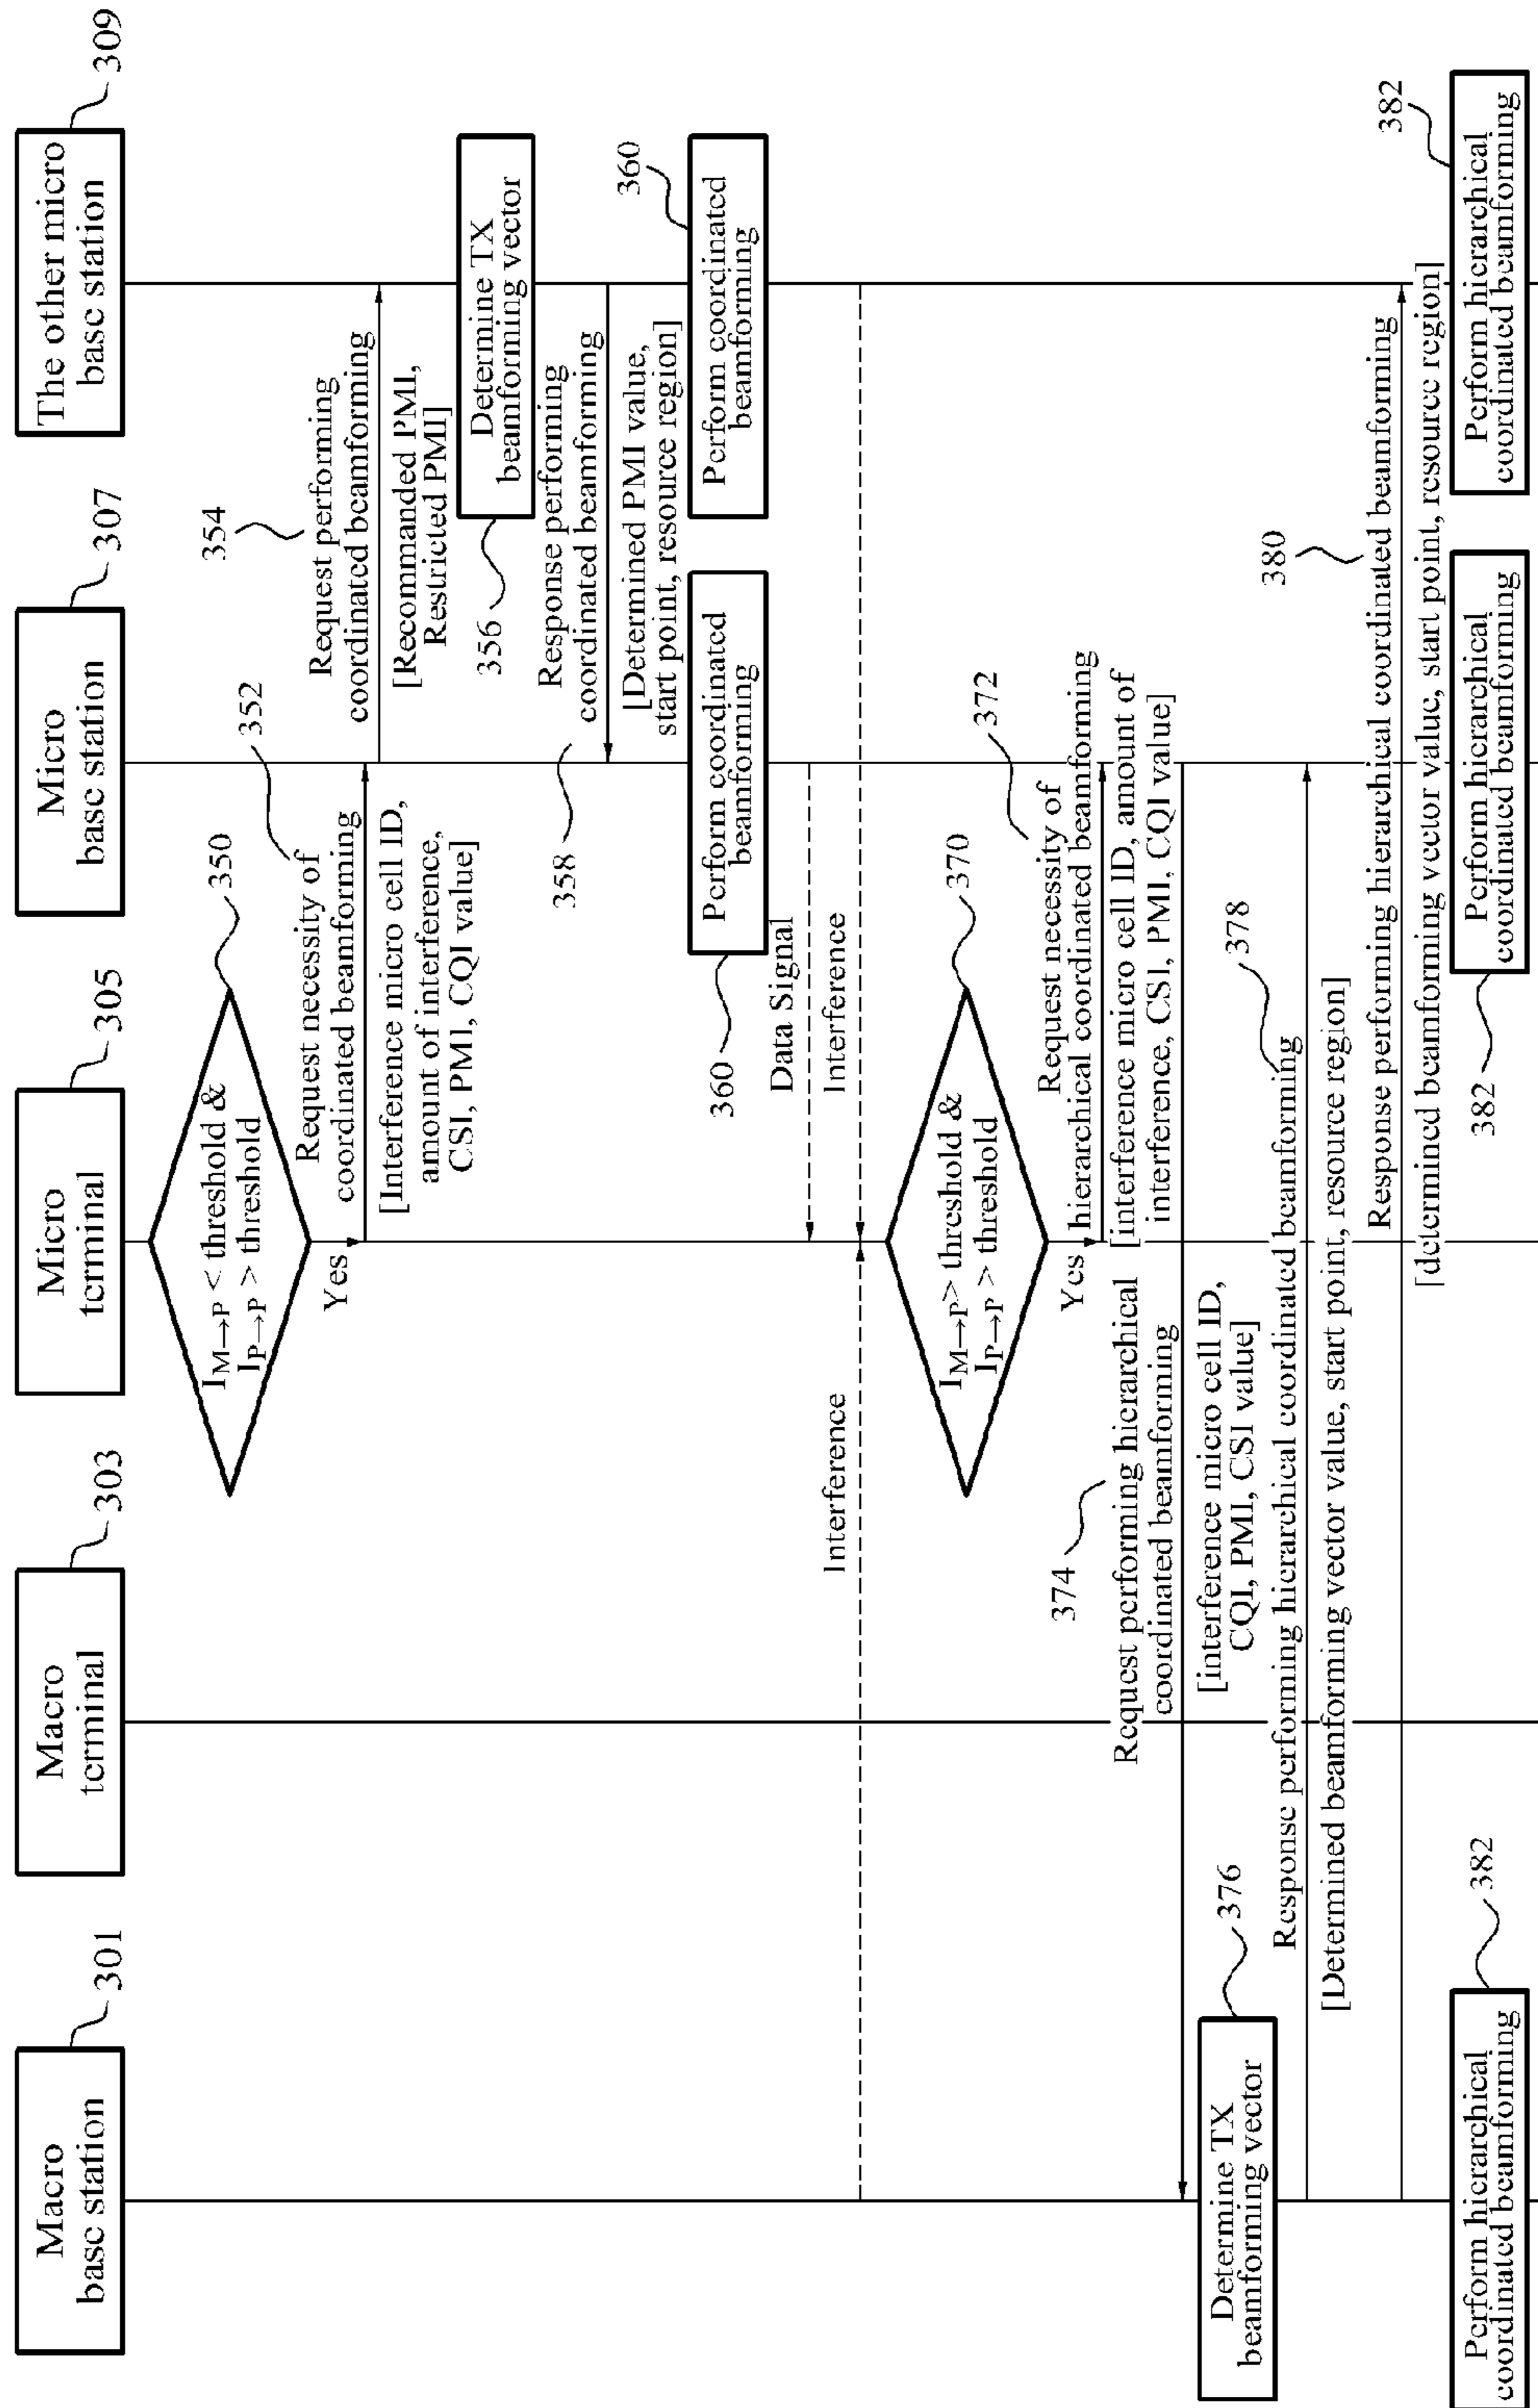 Macro
base station
301
Macro
terminal
303
Micro
terminal
305
Micro
base station
307
The other micro
base station
309
I M→P < threshold &
I P→P > threshold
350
Yes
Request necessity of
coordinated beamforming
352
[Interference micro cell ID,
amount of interference,
CSI, PMI, CQI value]
354
Request performing
coordinated beamforming
[Recommanded PMI,
Restricted PMI]
Determine TX
beamforming vector
356
Response performing
coordinated beamforming
358
[Determined PMI value,
start point, resource region]
Perform coordinated
beamforming
360
Perform coordinated
beamforming
360
Data Signal
Interference
Interference
I M→P > threshold &
I P→P > threshold
370
Yes
Request necessity of
hierarchical coordinated beamforming
372
[interference micro cell ID, amount of
interference, CSI, PMI, CQI value]
374
Request performing hierarchical
coordinated beamforming
[interference micro cell ID,
CQI, PMI, CSI value]
Determine TX
beamforming vector
376
Response performing hierarchical coordinated beamforming
378
[Determined beamforming vector value, start point, resource region]
380
Response performing hierarchical coordinated beamforming
[determined beamforming vector value, start point, resource region]
Perform hierarchical
coordinated beamforming
382
Perform hierarchical
coordinated beamforming
382
Perform hierarchical
coordinated beamforming
382